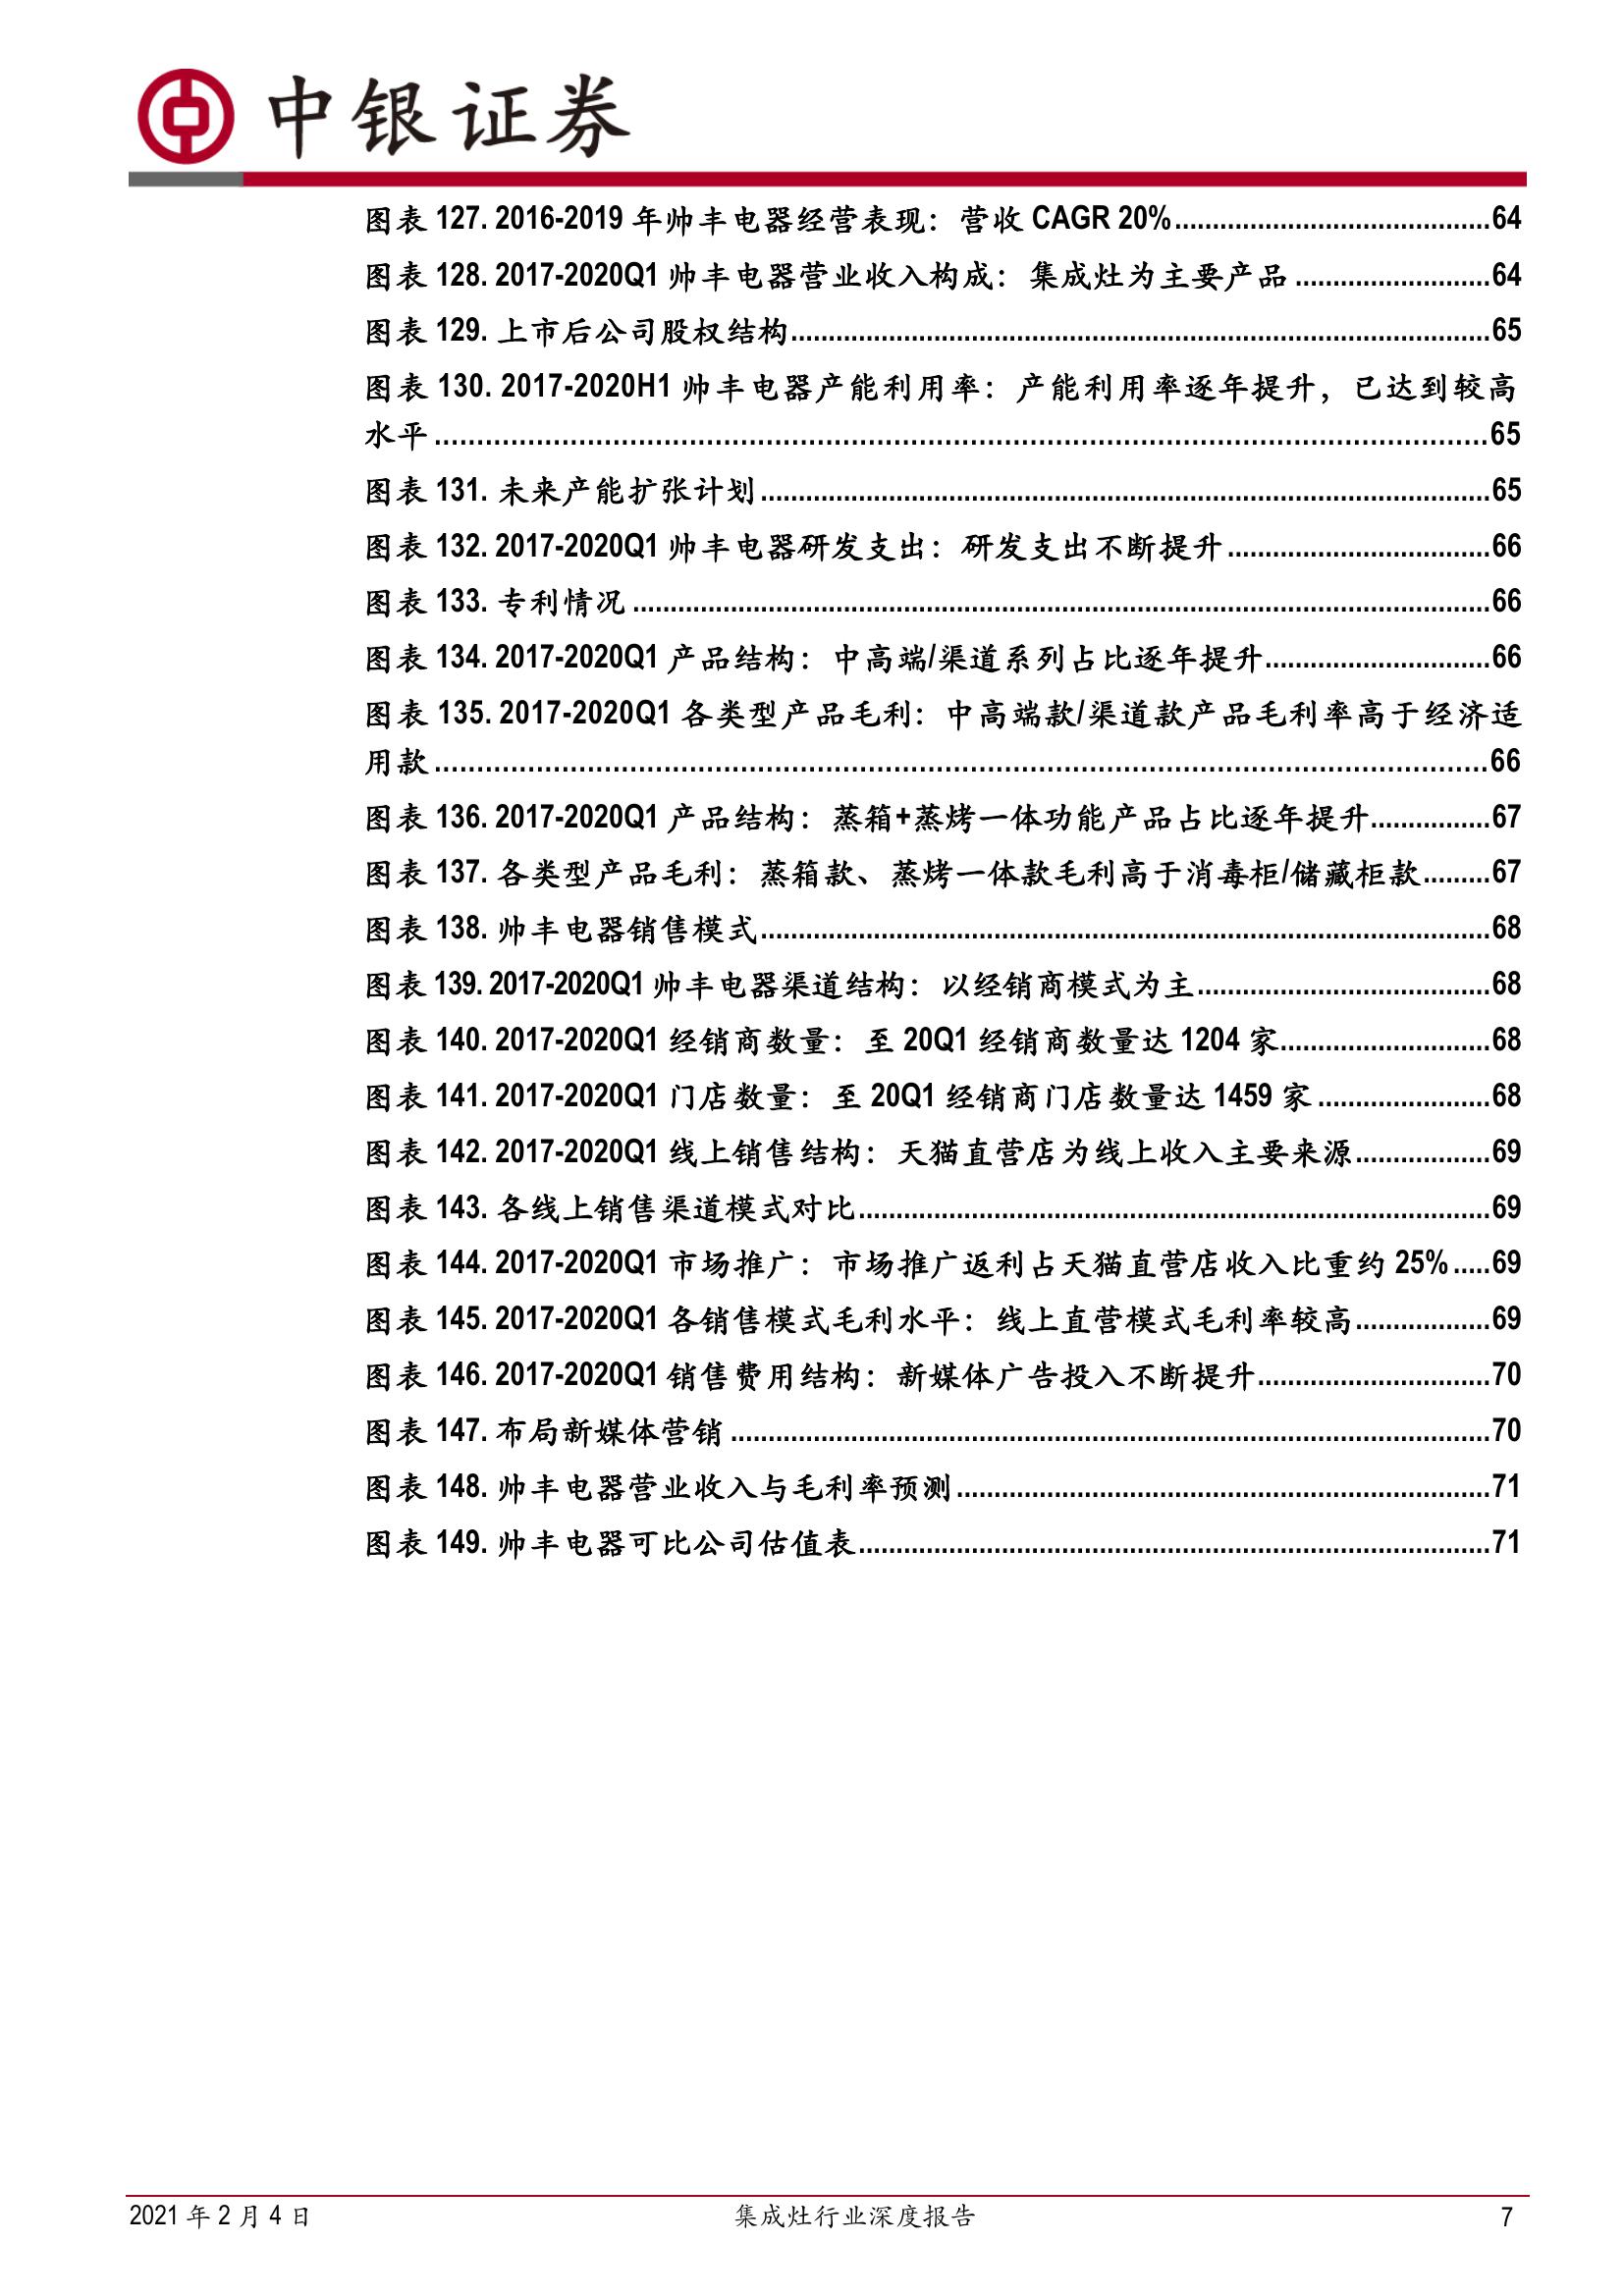 中银证券
图表 127. 2016-2019 年帅丰电器经营表现：营收 CAGR 20%..........................................64
图表 128. 2017-2020Q1 帅丰电器营业收入构成：集成灶为主要产品..........................64
图表 129. 上市后公司股权结构.............................................................................................65
图表 130. 2017-2020H1 帅丰电器产能利用率：产能利用率逐年提升，已达到较高
水平............................................................................................................................65
图表 131. 未来产能扩张计划.................................................................................................65
图表 132. 2017-2020Q1 帅丰电器研发支出：研发支出不断提升...................................66
图表 133. 专利情况..................................................................................................................66
图表 134. 2017-2020Q1 产品结构：中高端/渠道系列占比逐年提升..............................66
图表 135. 2017-2020Q1 各类型产品毛利：中高端款/渠道款产品毛利率高于经济适
用款............................................................................................................................66
图表 136. 2017-2020Q1 产品结构：蒸箱+蒸烤一体功能产品占比逐年提升................67
图表 137. 各类型产品毛利：蒸箱款、蒸烤一体款毛利高于消毒柜/储藏柜款.........67
图表 138. 帅丰电器销售模式.................................................................................................68
图表 139. 2017-2020Q1 帅丰电器渠道结构：以经销商模式为主.......................................68
图表 140. 2017-2020Q1 经销商数量：至 20Q1 经销商数量达 1204 家............................68
图表 141. 2017-2020Q1 门店数量：至 20Q1 经销商门店数量达 1459 家.......................68
图表 142. 2017-2020Q1 线上销售结构：天猫直营店为线上收入主要来源..................69
图表 143. 各线上销售渠道模式对比....................................................................................69
图表 144. 2017-2020Q1 市场推广：市场推广返利占天猫直营店收入比重约 25%.....69
图表 145. 2017-2020Q1 各销售模式毛利水平：线上直营模式毛利率较高..................69
图表 146. 2017-2020Q1 销售费用结构：新媒体广告投入不断提升...............................70
图表 147. 布局新媒体营销.....................................................................................................70
图表 148. 帅丰电器营业收入与毛利率预测.......................................................................71
图表 149. 帅丰电器可比公司估值表....................................................................................71
2021 年 2 月 4 日
集成灶行业深度报告
7